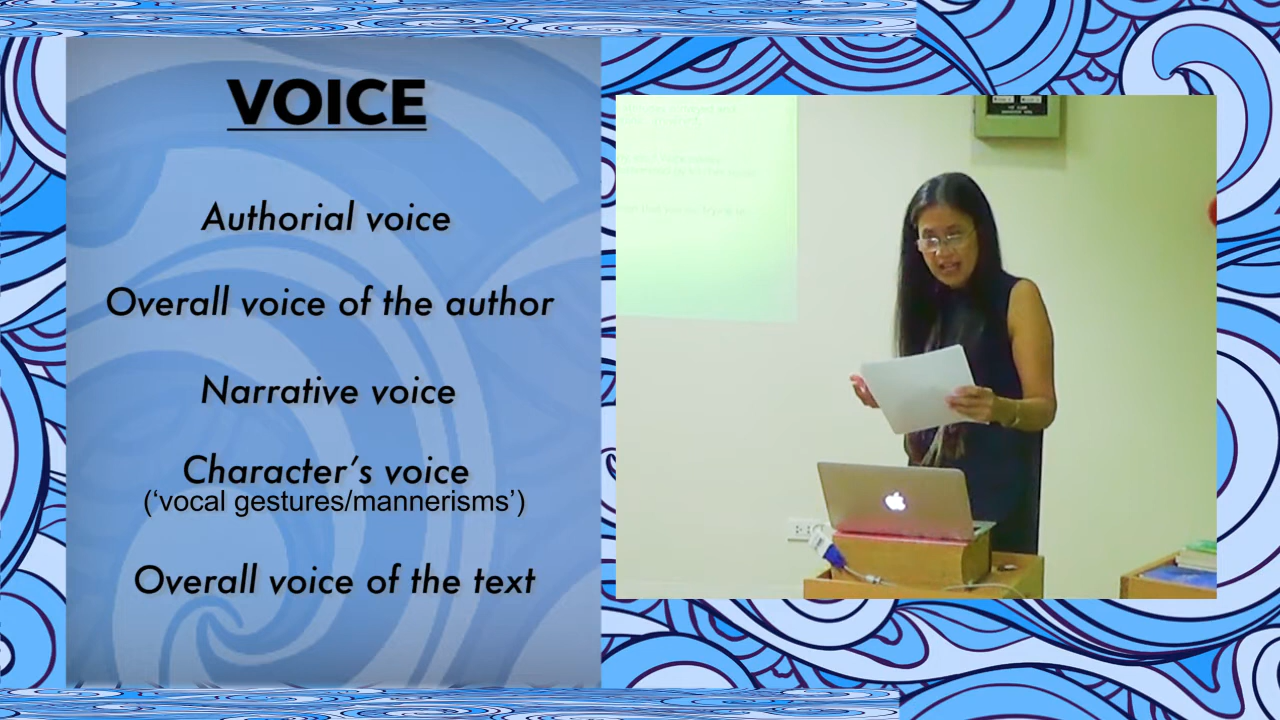 VOICE
Authorial voice
Overall voice of the author
Narrative voice
Character’s voice
(‘vocal gestures/mannerisms’)
Overall voice of the text